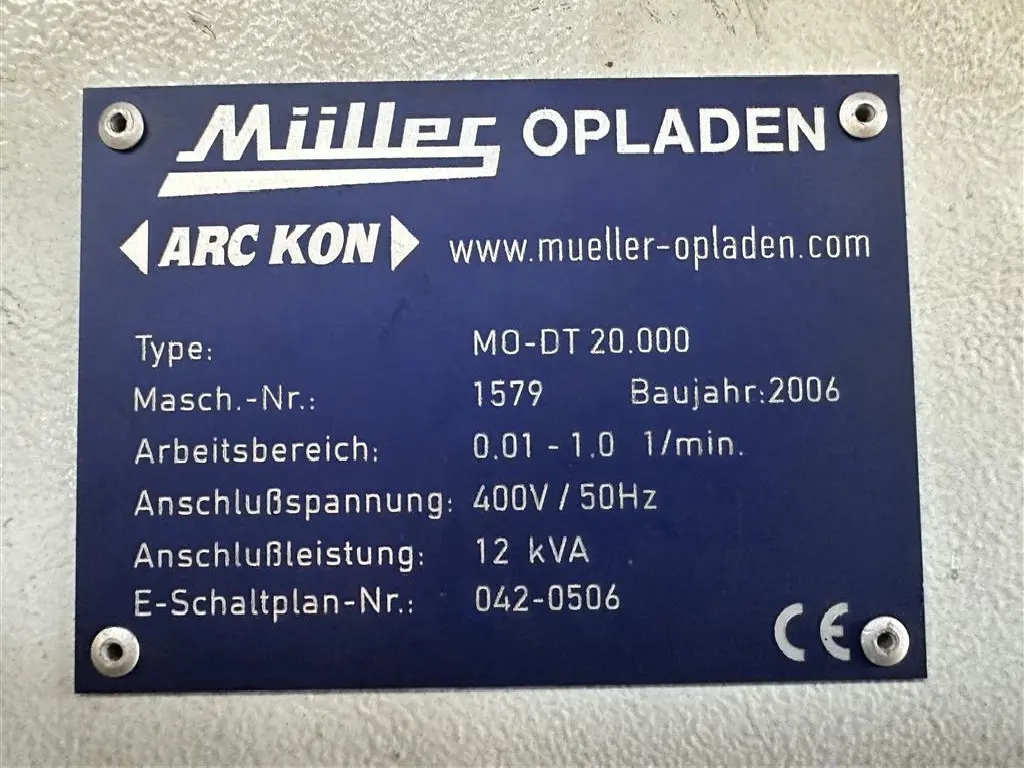 Müller OPLADEN
ARC KON www.mueller-opladen.com
Type: MO-DT 20.000
Masch.-Nr.: 1579 Baujahr:2006
Arbeitsbereich: 0.01 - 1.0 1/min.
Anschlußspannung: 400V / 50Hz
Anschlußleistung: 12 kVA
E-Schaltplan-Nr.: 042-0506
CE